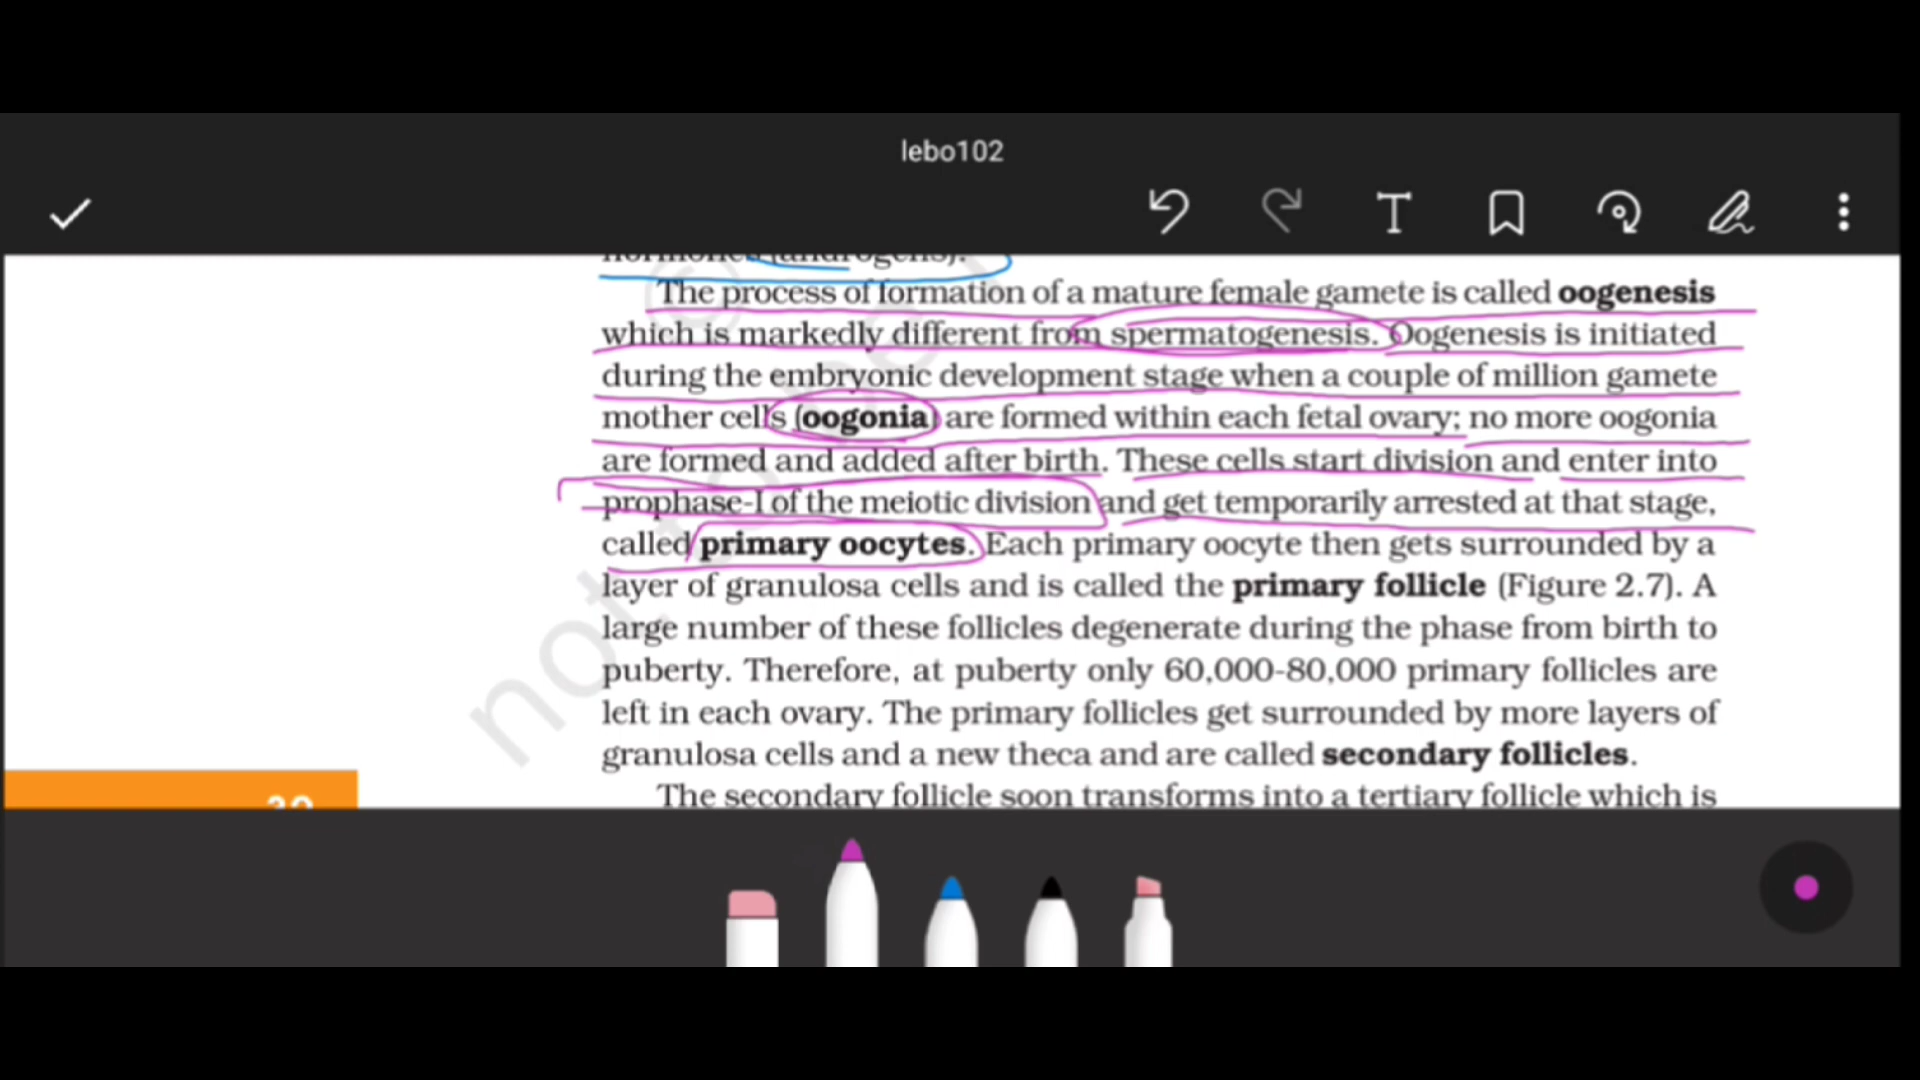 lebo102
hormones (androgens).
The process of formation of a mature female gamete is called oogenesis
which is markedly different from spermatogenesis. Oogenesis is initiated
during the embryonic development stage when a couple of million gamete
mother cells (oogonia) are formed within each fetal ovary; no more oogonia
are formed and added after birth. These cells start division and enter into
prophase-I of the meiotic division and get temporarily arrested at that stage,
called primary oocytes. Each primary oocyte then gets surrounded by a
layer of granulosa cells and is called the primary follicle (Figure 2.7). A
large number of these follicles degenerate during the phase from birth to
puberty. Therefore, at puberty only 60,000-80,000 primary follicles are
left in each ovary. The primary follicles get surrounded by more layers of
granulosa cells and a new theca and are called secondary follicles.
The secondary follicle soon transforms into a tertiary follicle which is
not